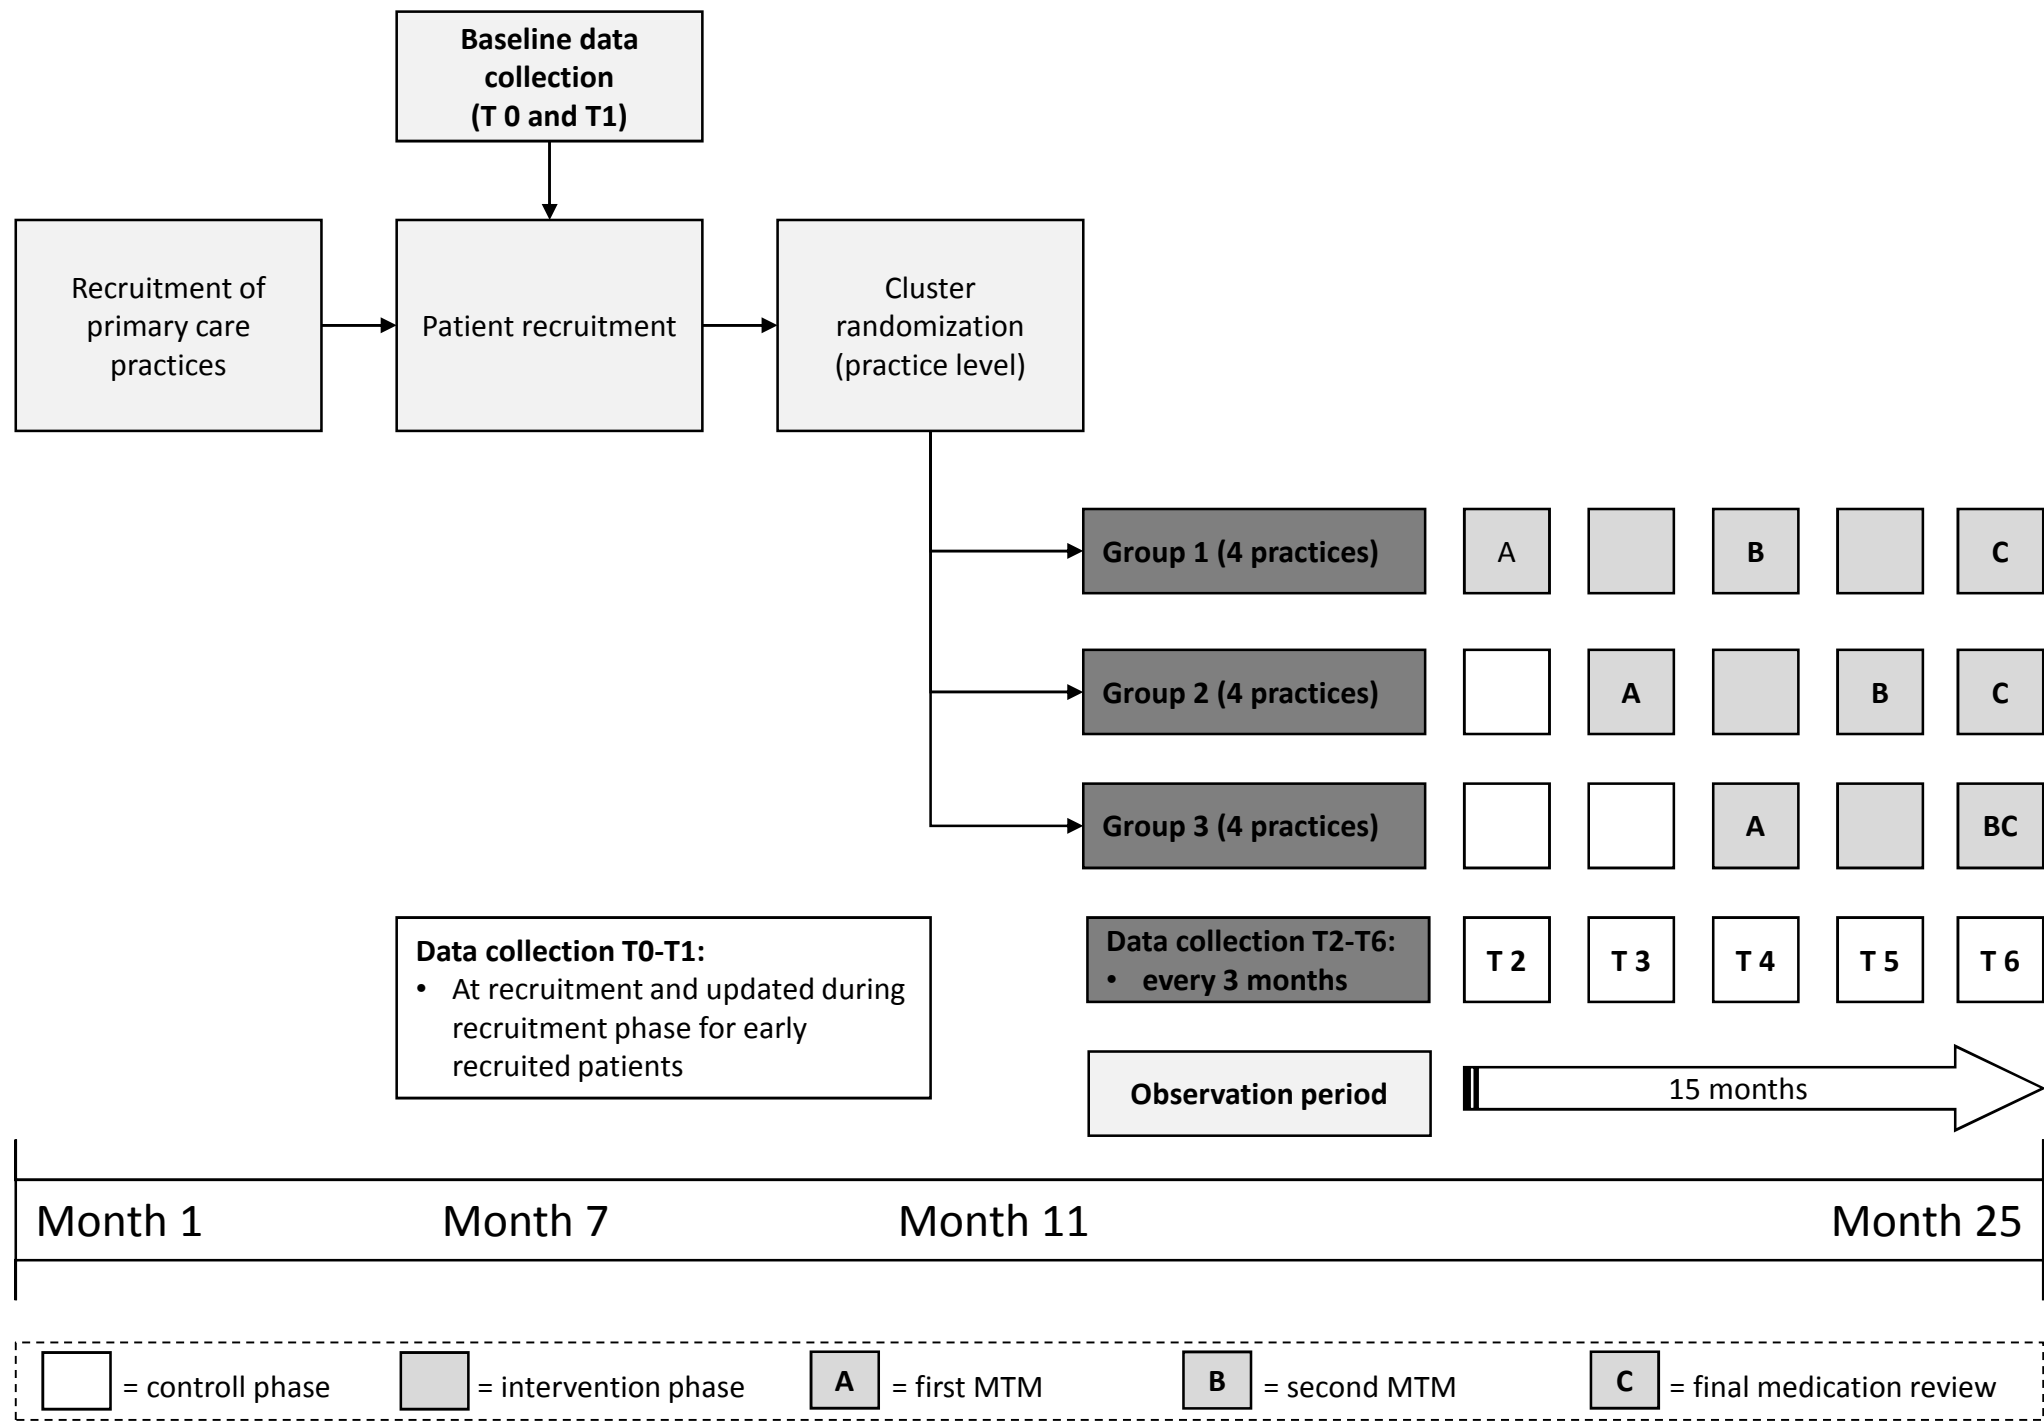 Baseline data
collection
(T 0 and T1)
Recruitment of
primary care
practices
Patient recruitment
Cluster
randomization
(practice level)
Group 1 (4 practices)
A
B
C
Group 2 (4 practices)
A
B
C
Group 3 (4 practices)
A
BC
Data collection T0-T1:
• At recruitment and updated during
recruitment phase for early
recruited patients
Data collection T2-T6:
• every 3 months
T 2
T 3
T 4
T 5
T 6
Observation period
15 months
Month 1
Month 7
Month 11
Month 25
= controll phase
= intervention phase
A = first MTM
B = second MTM
C = final medication review